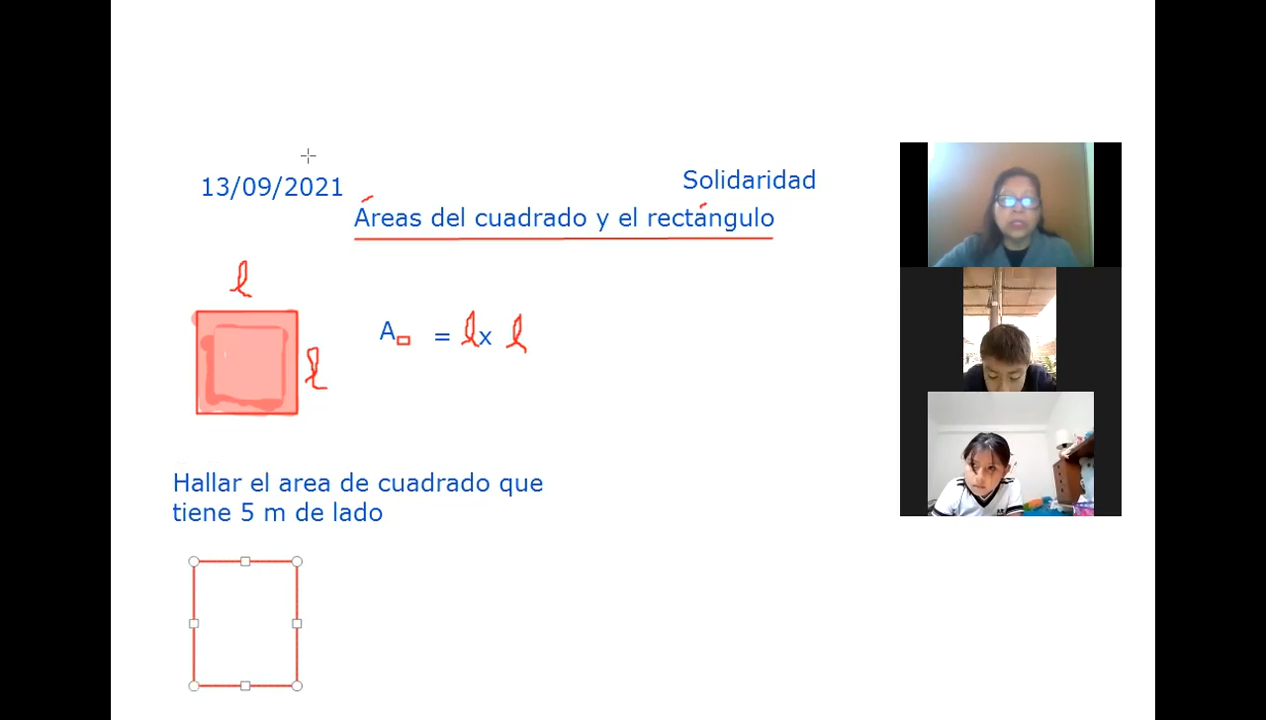 13/09/2021
Solidaridad
Áreas del cuadrado y el rectángulo
l
l
A▭ = l x l
Hallar el area de cuadrado que
tiene 5 m de lado